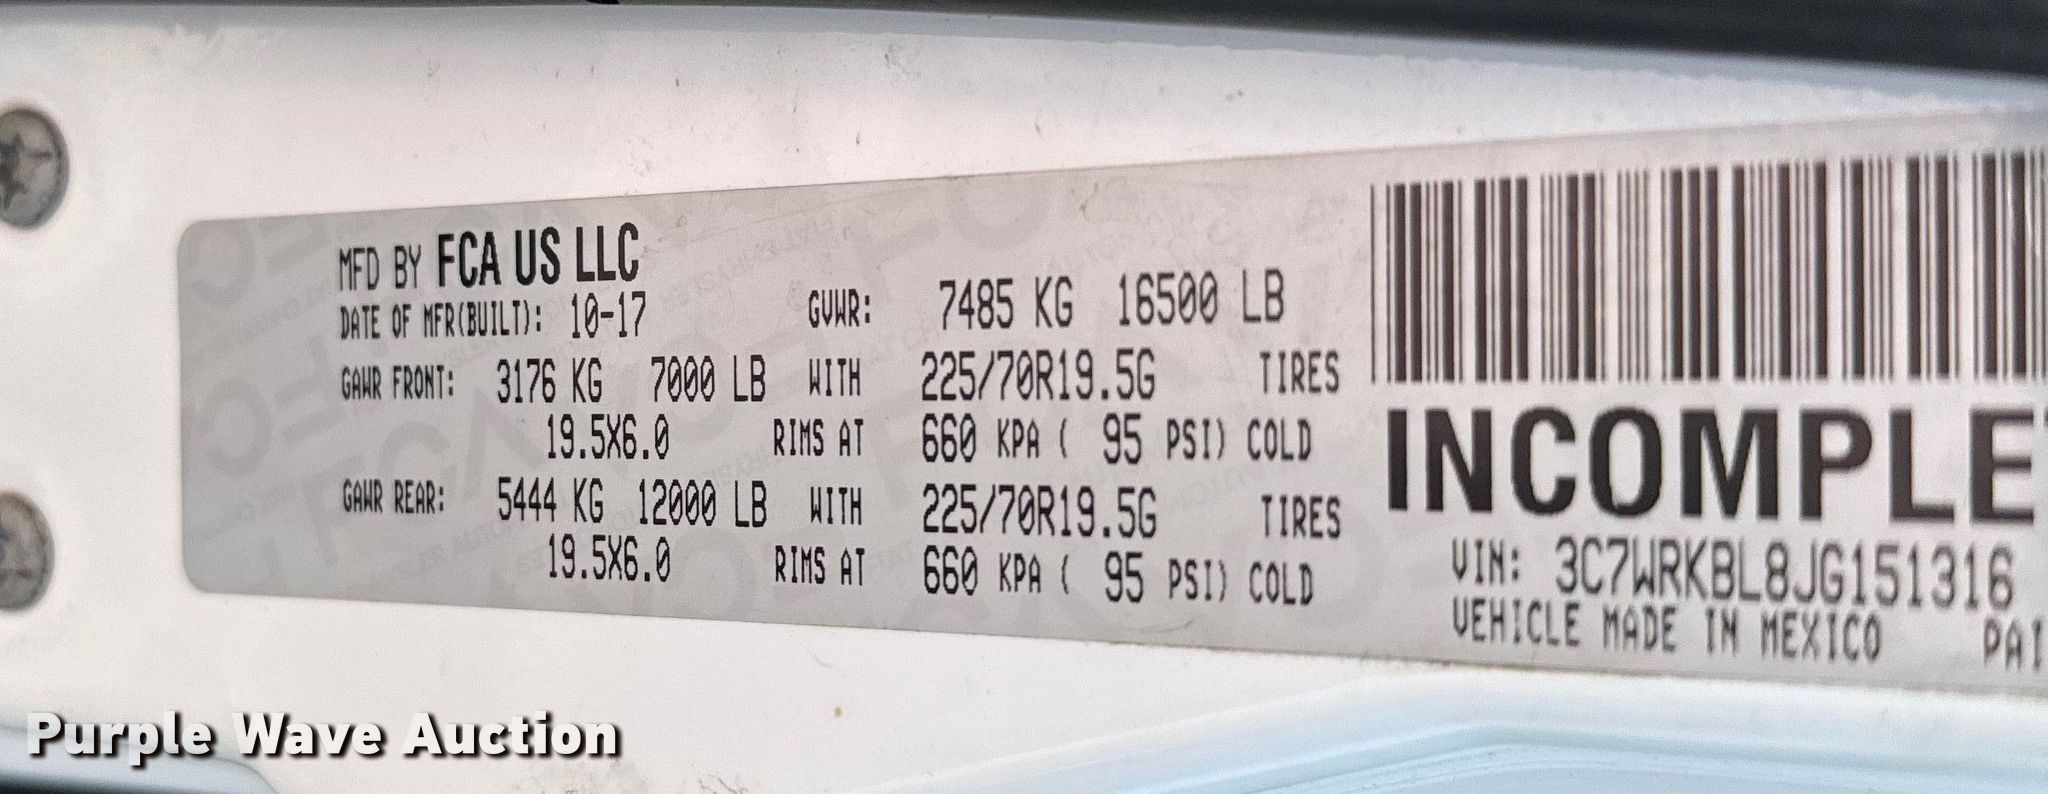 MFD BY FCA US LLC
DATE OF MFR(BUILT): 10-17 GVWR: 7485 KG 16500 LB
GAWR FRONT: 3176 KG 7000 LB WITH 225/70R19.5G TIRES
19.5X6.0 RIMS AT 660 KPA ( 95 PSI) COLD
GAWR REAR: 5444 KG 12000 LB WITH 225/70R19.5G TIRES
19.5X6.0 RIMS AT 660 KPA ( 95 PSI) COLD
INCOMPLE
VIN: 3C7WRKBL8JG151316
VEHICLE MADE IN MEXICO PAI
Purple Wave Auction